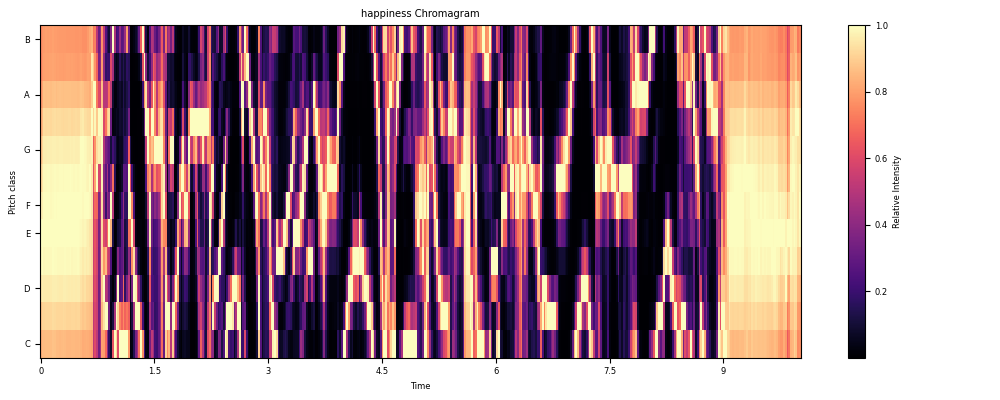 happiness Chromagram
B
A
G
F
E
D
C
Pitch class
0
1.5
3
4.5
6
7.5
9
Time
1.0
0.8
0.6
0.4
0.2
Relative Intensity